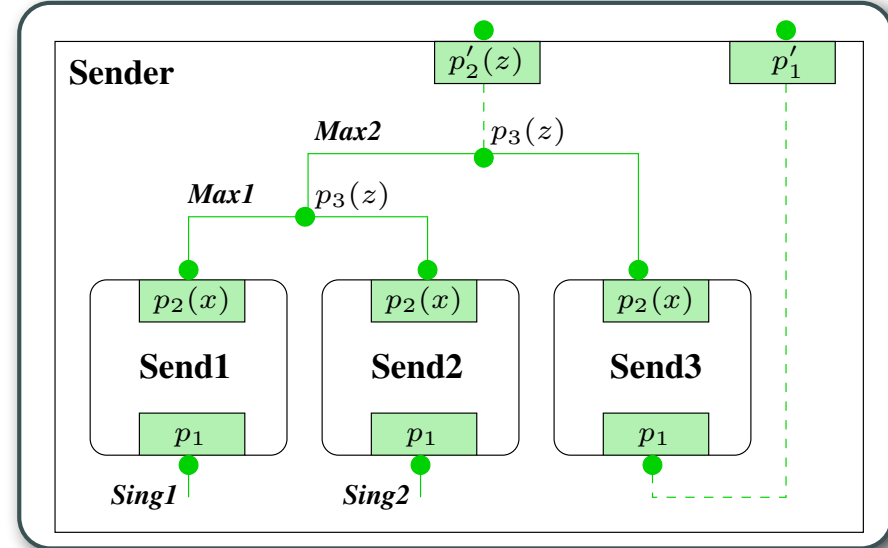 p′₂(z) p′₁
Sender
Max2 p₃(z)
Max1 p₃(z)
p₂(x) p₂(x) p₂(x)
Send1 Send2 Send3
p₁ p₁ p₁
Sing1 Sing2